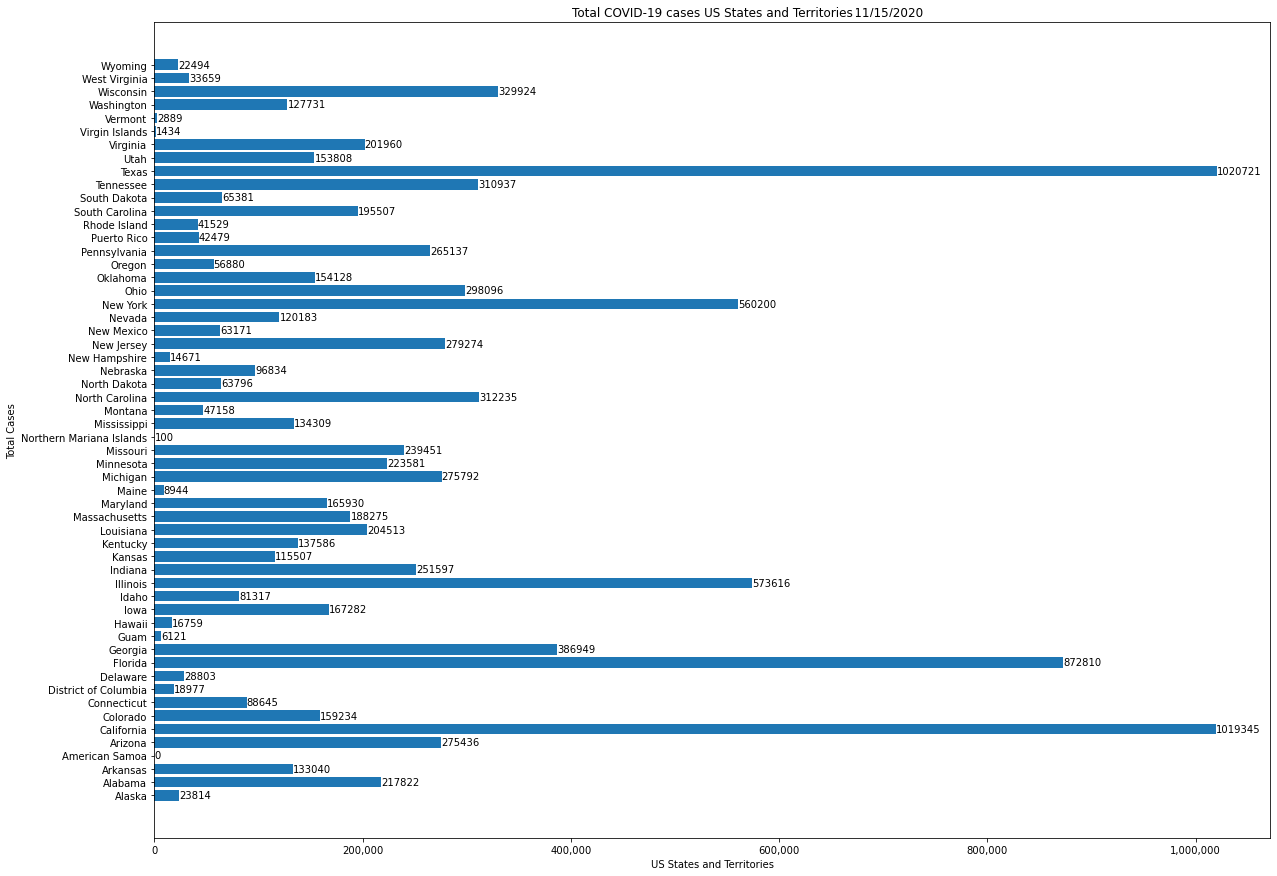 Total COVID-19 cases US States and Territories 11/15/2020
Wyoming 22494
West Virginia 33659
Wisconsin 329924
Washington 127731
Vermont 2889
Virgin Islands 1434
Virginia 201960
Utah 153808
Texas 1020721
Tennessee 310937
South Dakota 65381
South Carolina 195507
Rhode Island 41529
Puerto Rico 42479
Pennsylvania 265137
Oregon 56880
Oklahoma 154128
Ohio 298096
New York 560200
Nevada 120183
New Mexico 63171
New Jersey 279274
New Hampshire 14671
Nebraska 96834
North Dakota 63796
North Carolina 312235
Montana 47158
Mississippi 134309
Northern Mariana Islands 100
Missouri 239451
Minnesota 223581
Michigan 275792
Maine 8944
Maryland 165930
Massachusetts 188275
Louisiana 204513
Kentucky 137586
Kansas 115507
Indiana 251597
Illinois 573616
Idaho 81317
Iowa 167282
Hawaii 16759
Guam 6121
Georgia 386949
Florida 872810
Delaware 28803
District of Columbia 18977
Connecticut 88645
Colorado 159234
California 1019345
Arizona 275436
American Samoa 0
Arkansas 133040
Alabama 217822
Alaska 23814
Total Cases
0 200,000 400,000 600,000 800,000 1,000,000
US States and Territories